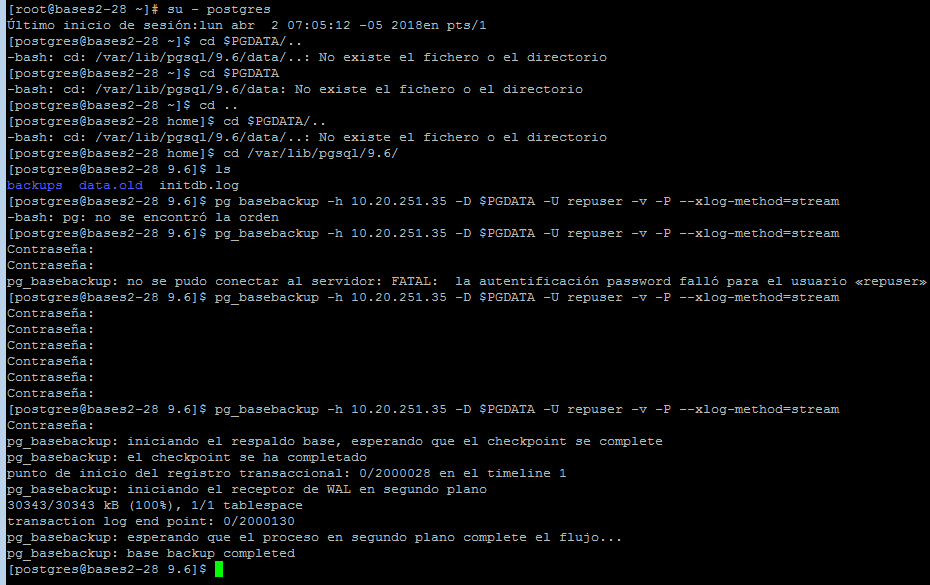 [root@bases2-28 ~]# su - postgres
Último inicio de sesión:lun abr  2 07:05:12 -05 2018en pts/1
[postgres@bases2-28 ~]$ cd $PGDATA/..
-bash: cd: /var/lib/pgsql/9.6/data/..: No existe el fichero o el directorio
[postgres@bases2-28 ~]$ cd $PGDATA
-bash: cd: /var/lib/pgsql/9.6/data: No existe el fichero o el directorio
[postgres@bases2-28 ~]$ cd ..
[postgres@bases2-28 home]$ cd $PGDATA/..
-bash: cd: /var/lib/pgsql/9.6/data/..: No existe el fichero o el directorio
[postgres@bases2-28 home]$ cd /var/lib/pgsql/9.6/
[postgres@bases2-28 9.6]$ ls
backups  data.old  initdb.log
[postgres@bases2-28 9.6]$ pg basebackup -h 10.20.251.35 -D $PGDATA -U repuser -v -P --xlog-method=stream
-bash: pg: no se encontró la orden
[postgres@bases2-28 9.6]$ pg_basebackup -h 10.20.251.35 -D $PGDATA -U repuser -v -P --xlog-method=stream
Contraseña:
Contraseña:
pg_basebackup: no se pudo conectar al servidor: FATAL:  la autentificación password falló para el usuario «repuser»
[postgres@bases2-28 9.6]$ pg_basebackup -h 10.20.251.35 -D $PGDATA -U repuser -v -P --xlog-method=stream
Contraseña:
Contraseña:
Contraseña:
Contraseña:
Contraseña:
Contraseña:
[postgres@bases2-28 9.6]$ pg_basebackup -h 10.20.251.35 -D $PGDATA -U repuser -v -P --xlog-method=stream
Contraseña:
pg_basebackup: iniciando el respaldo base, esperando que el checkpoint se complete
pg_basebackup: el checkpoint se ha completado
punto de inicio del registro transaccional: 0/2000028 en el timeline 1
pg_basebackup: iniciando el receptor de WAL en segundo plano
30343/30343 kB (100%), 1/1 tablespace
transaction log end point: 0/2000130
pg_basebackup: esperando que el proceso en segundo plano complete el flujo...
pg_basebackup: base backup completed
[postgres@bases2-28 9.6]$